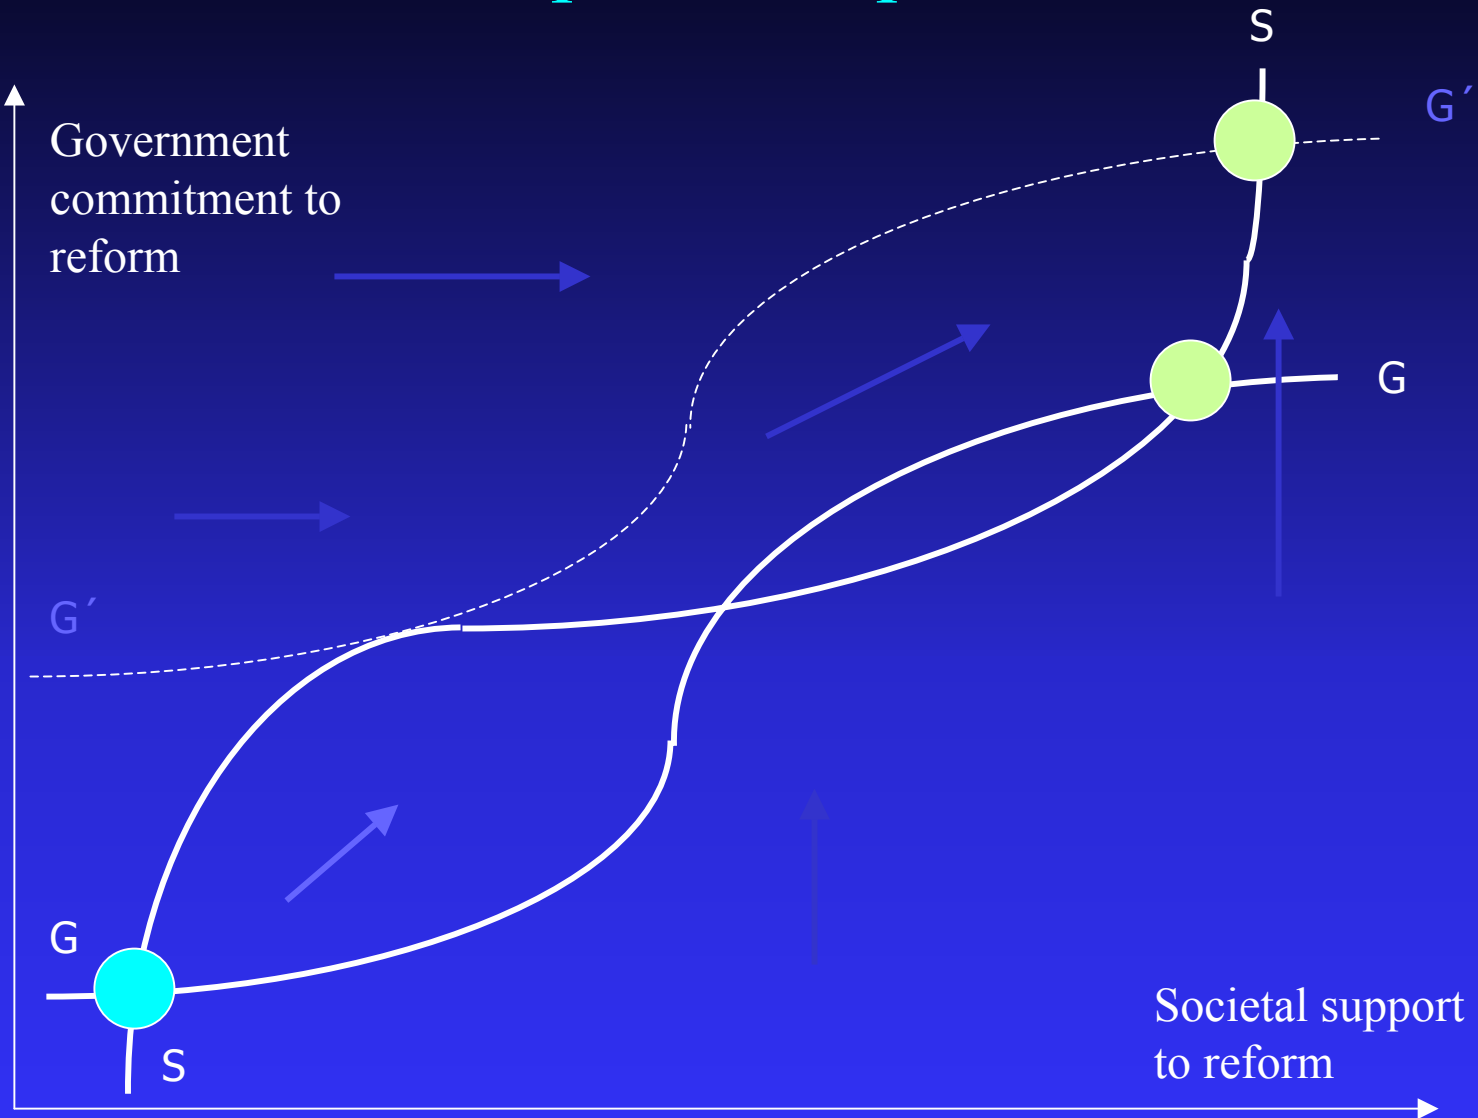 S
G´
Government
commitment to
reform
G
G´
G
Societal support
to reform
S